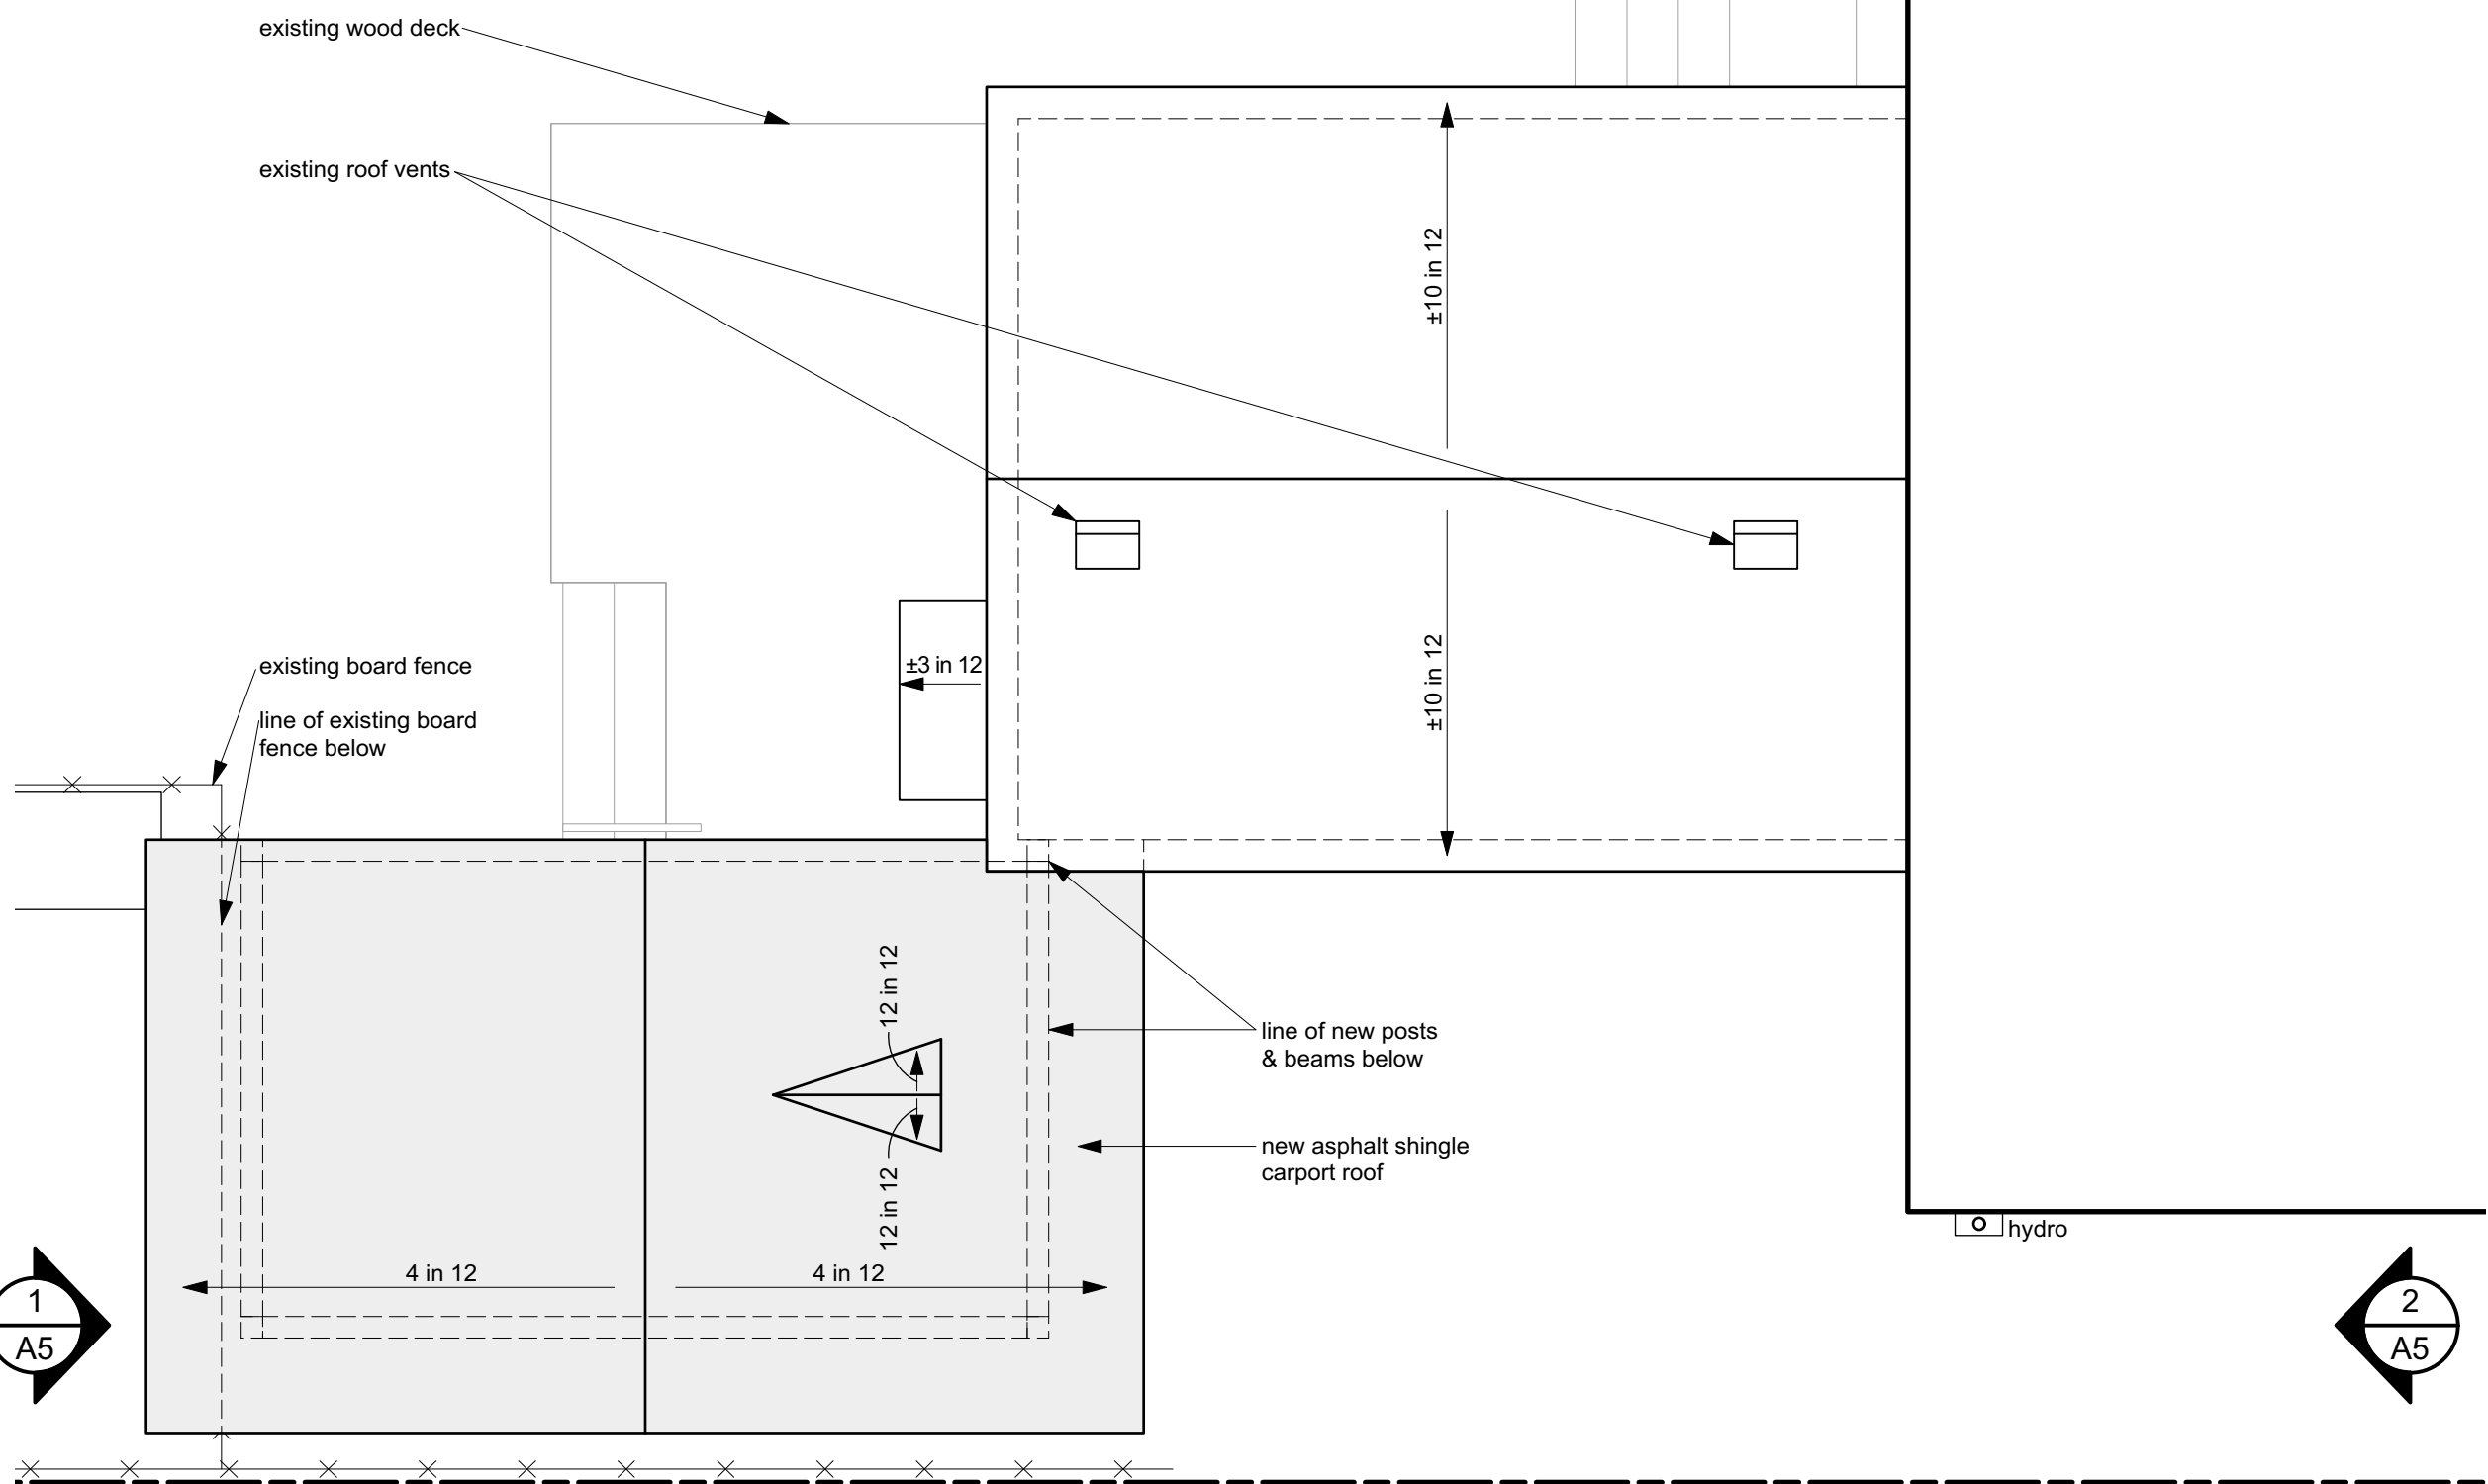 existing wood deck
existing roof vents
±10 in 12
±3 in 12
±10 in 12
existing board fence
line of existing board
fence below
12 in 12
line of new posts
& beams below
new asphalt shingle
carport roof
12 in 12
hydro
4 in 12
4 in 12
1
A5
2
A5